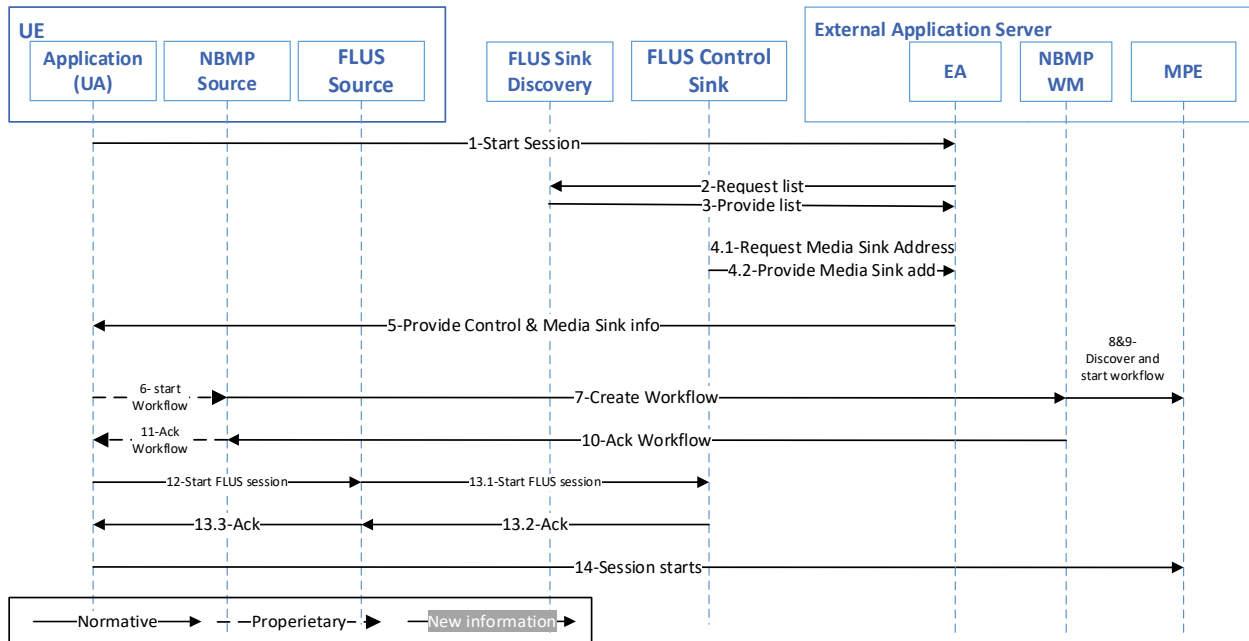 UE
External Application Server
Application
(UA)
NBMP
Source
FLUS
Source
FLUS Sink
Discovery
FLUS Control
Sink
EA
NBMP
WM
MPE
1-Start Session
2-Request list
3-Provide list
4.1-Request Media Sink Address
4.2-Provide Media Sink add
5-Provide Control & Media Sink info
8&9-
Discover and
start workflow
6- start
Workflow
7-Create Workflow
11-Ack
Workflow
10-Ack Workflow
12-Start FLUS session
13.1-Start FLUS session
13.3-Ack
13.2-Ack
14-Session starts
Normative
Properietary
New information